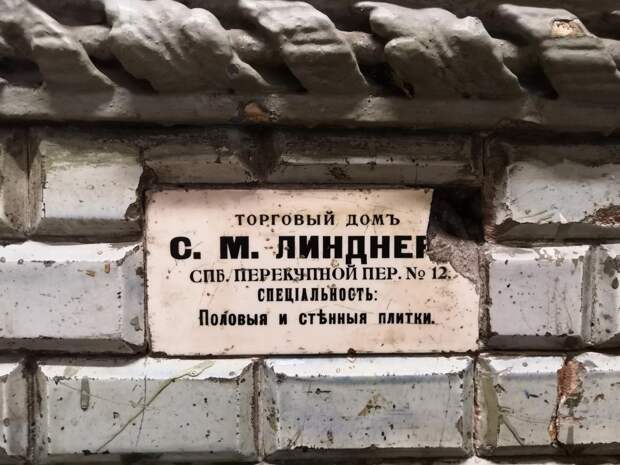 ТОРГОВЫЙ ДОМЪ
С. М. ЛИНДНЕР
СПБ. ПЕРЕКУПНОЙ ПЕР. № 12.
СПЕЦІАЛЬНОСТЬ:
Половыя и стѣнныя плитки.